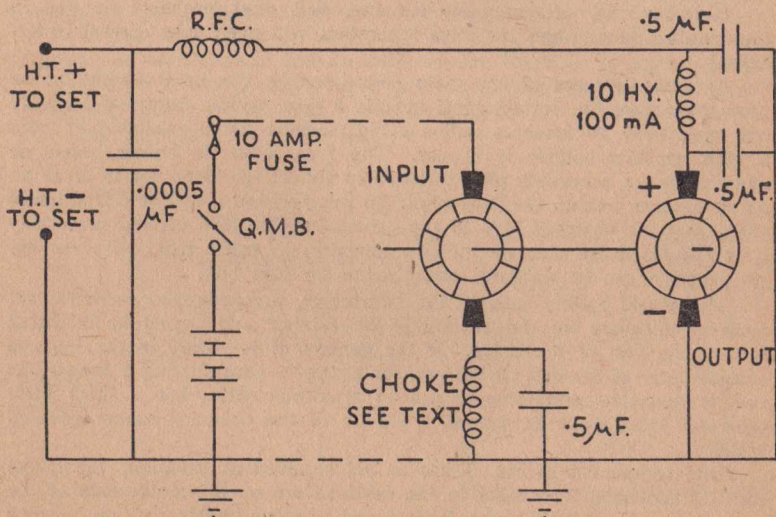 R.F.C.
·5 µF.
H.T.+
TO SET
10 HY.
100 mA
10 AMP.
FUSE
INPUT
+
·5 µF.
.0005
µF
H.T.−
TO SET
Q.M.B.
−
−
OUTPUT
CHOKE
SEE TEXT
·5 µF.